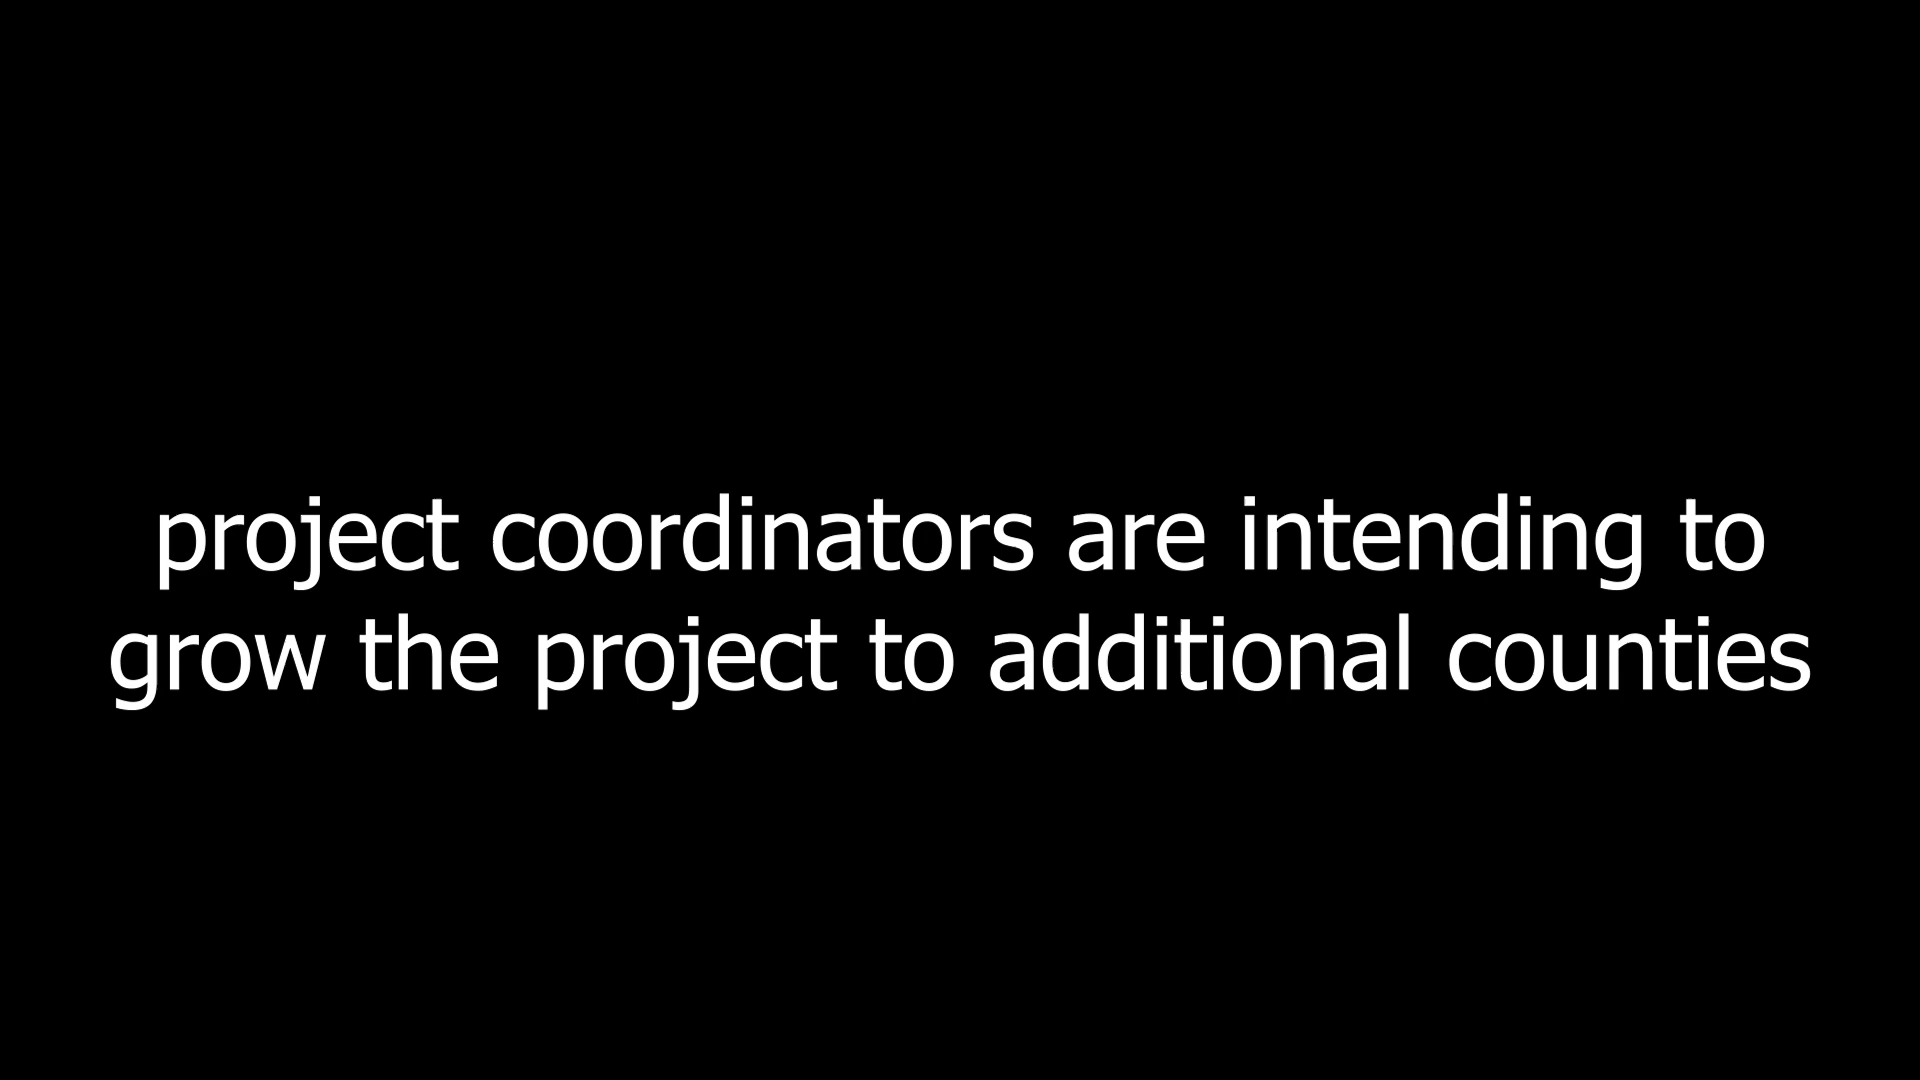 project coordinators are intending to
grow the project to additional counties